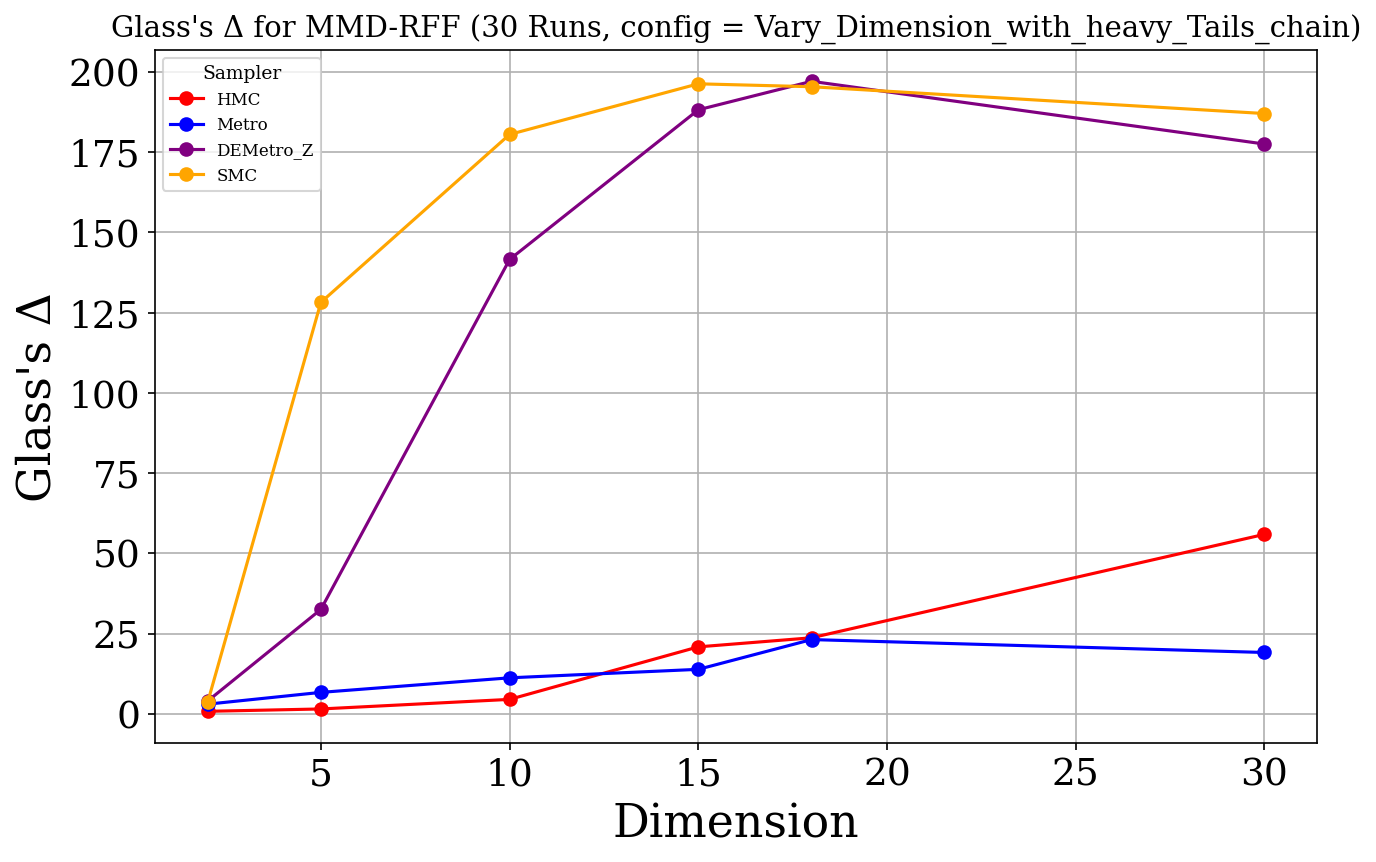 Glass's Δ for MMD-RFF (30 Runs, config = Vary_Dimension_with_heavy_Tails_chain)
Sampler
HMC
Metro
DEMetro_Z
SMC
Glass's Δ
200
175
150
125
100
75
50
25
0
5 10 15 20 25 30
Dimension